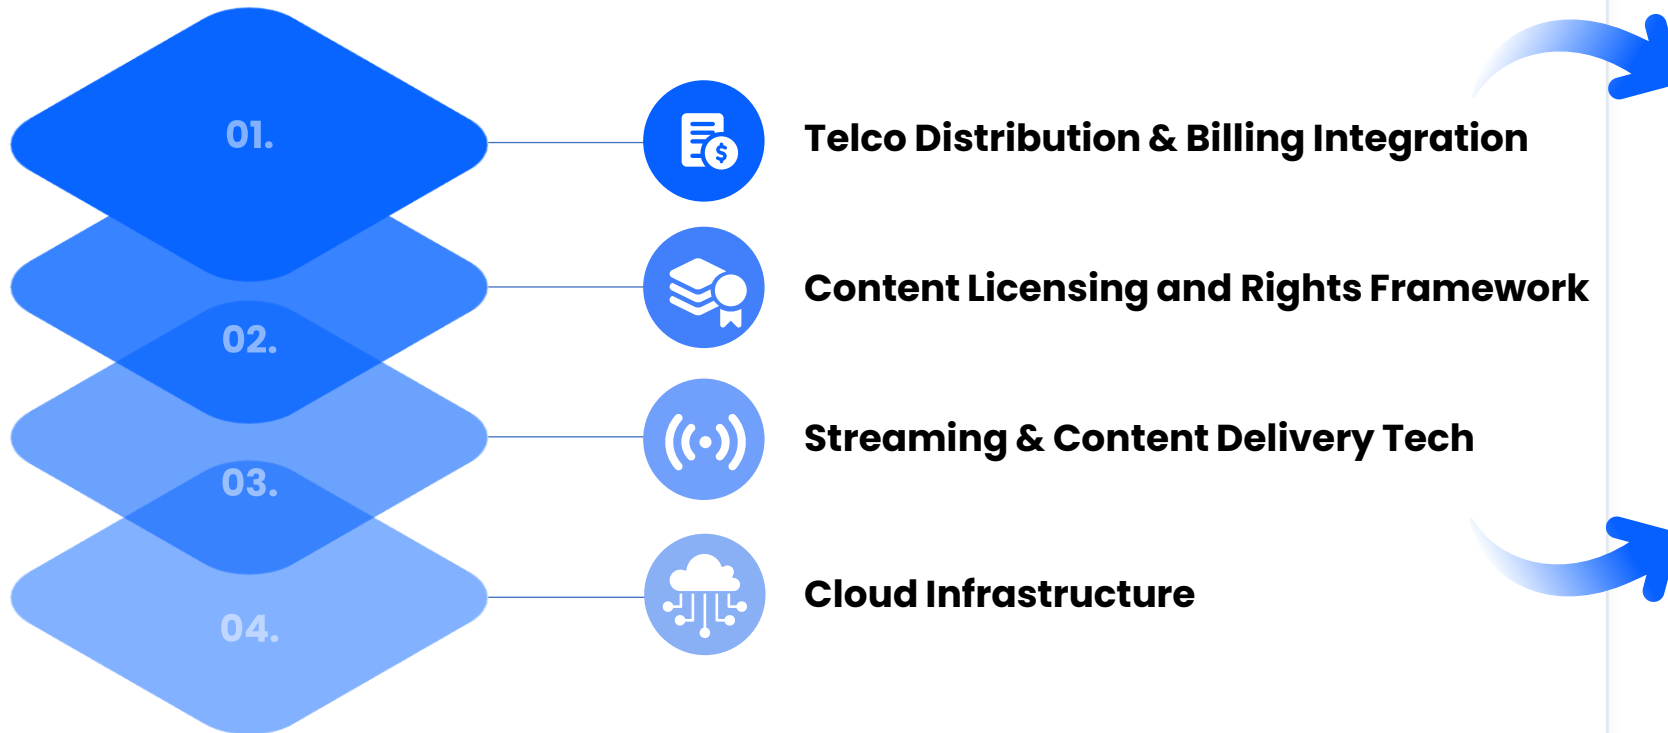 01.
Telco Distribution & Billing Integration
02.
Content Licensing and Rights Framework
03.
Streaming & Content Delivery Tech
04.
Cloud Infrastructure
$